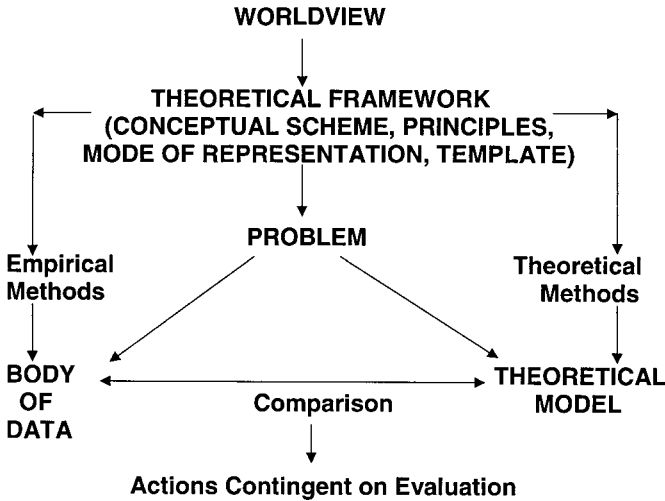 WORLDVIEW
THEORETICAL FRAMEWORK
(CONCEPTUAL SCHEME, PRINCIPLES,
MODE OF REPRESENTATION, TEMPLATE)
PROBLEM
Empirical
Methods
Theoretical
Methods
BODY
OF
DATA
THEORETICAL
MODEL
Comparison
Actions Contingent on Evaluation